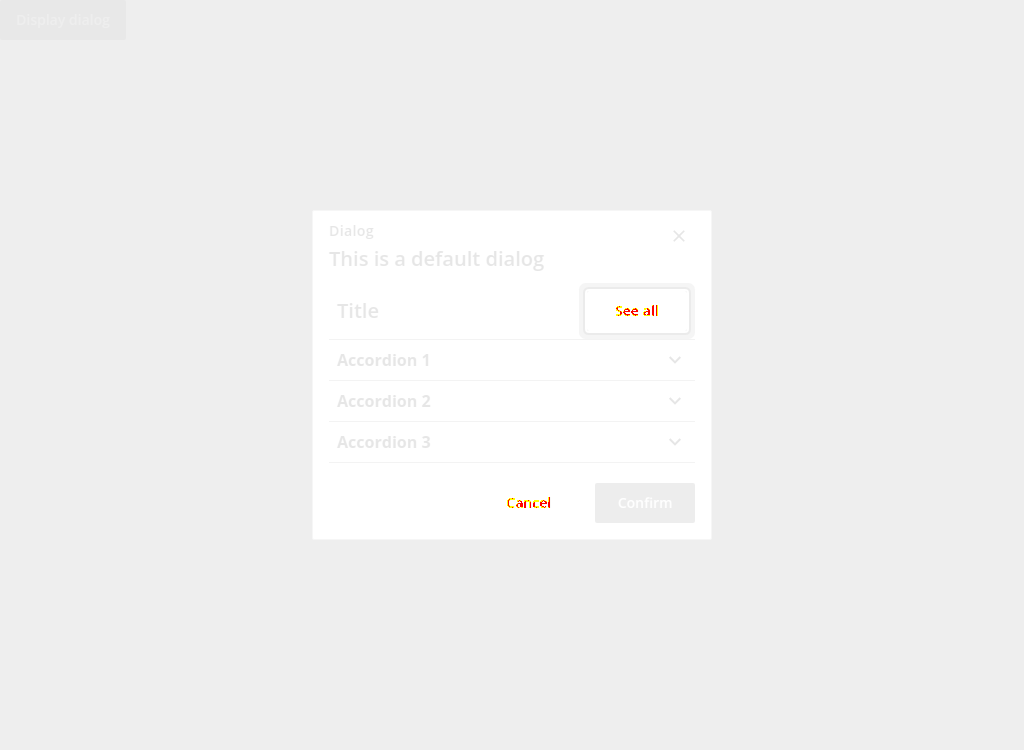 Display dialog
Dialog
This is a default dialog
Title
See all
Accordion 1
Accordion 2
Accordion 3
Cancel
Confirm